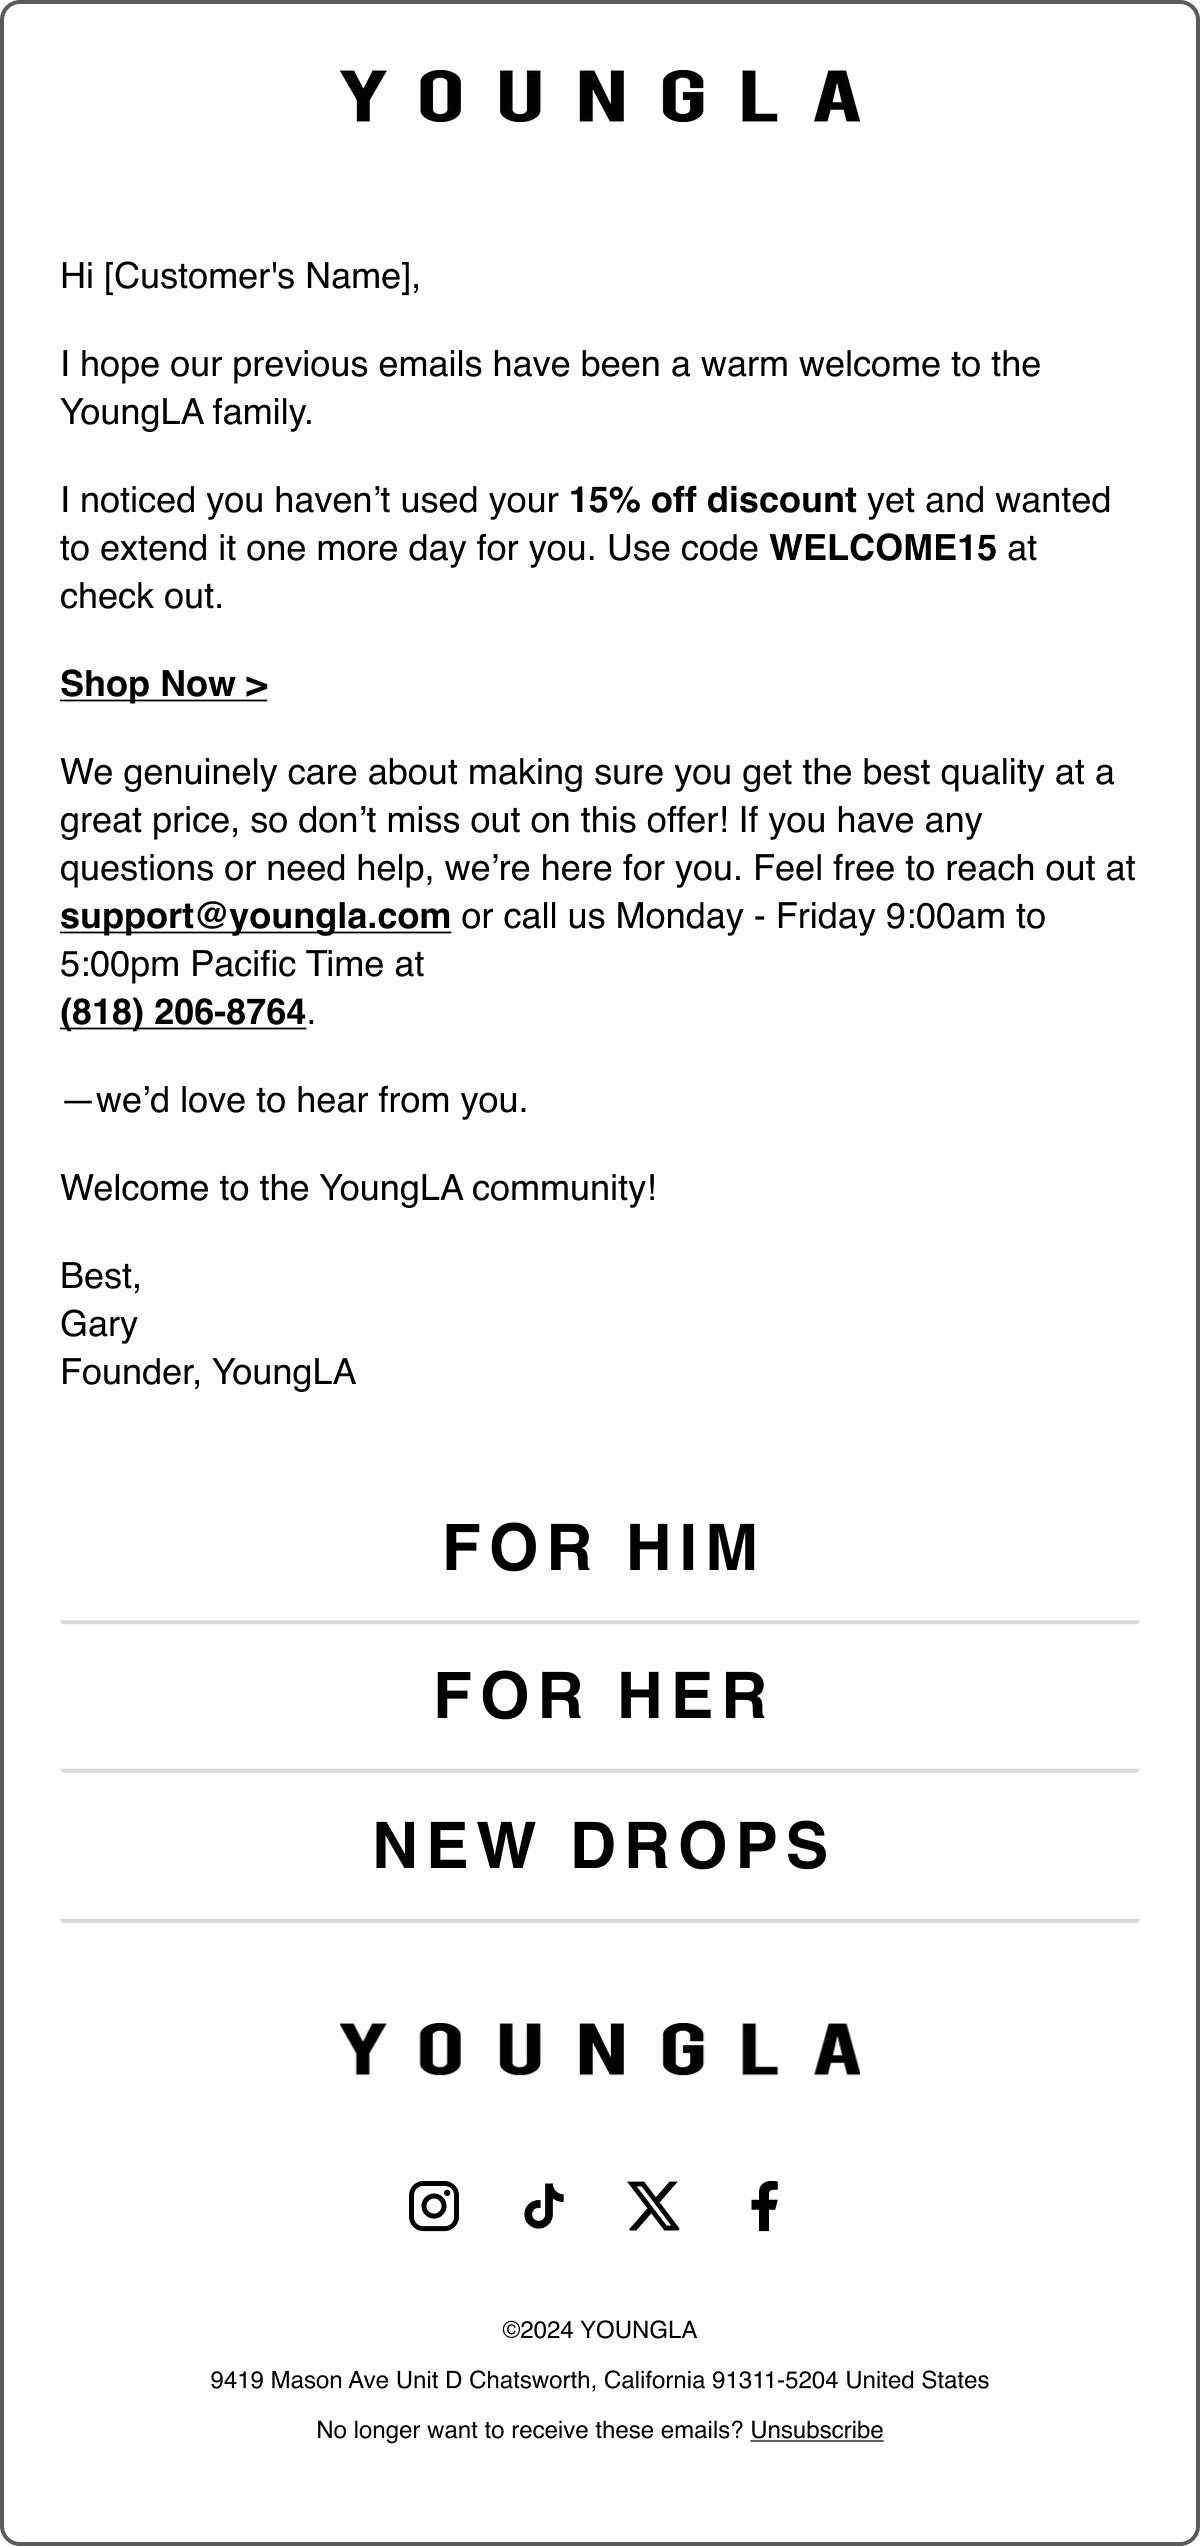 YOUNGLA
Hi [Customer's Name],
I hope our previous emails have been a warm welcome to the
YoungLA family.
I noticed you haven’t used your 15% off discount yet and wanted
to extend it one more day for you. Use code WELCOME15 at
check out.
Shop Now >
We genuinely care about making sure you get the best quality at a
great price, so don’t miss out on this offer! If you have any
questions or need help, we’re here for you. Feel free to reach out at
support@youngla.com or call us Monday - Friday 9:00am to
5:00pm Pacific Time at
(818) 206-8764.
—we’d love to hear from you.
Welcome to the YoungLA community!
Best,
Gary
Founder, YoungLA
FOR HIM
FOR HER
NEW DROPS
YOUNGLA
©2024 YOUNGLA
9419 Mason Ave Unit D Chatsworth, California 91311-5204 United States
No longer want to receive these emails? Unsubscribe